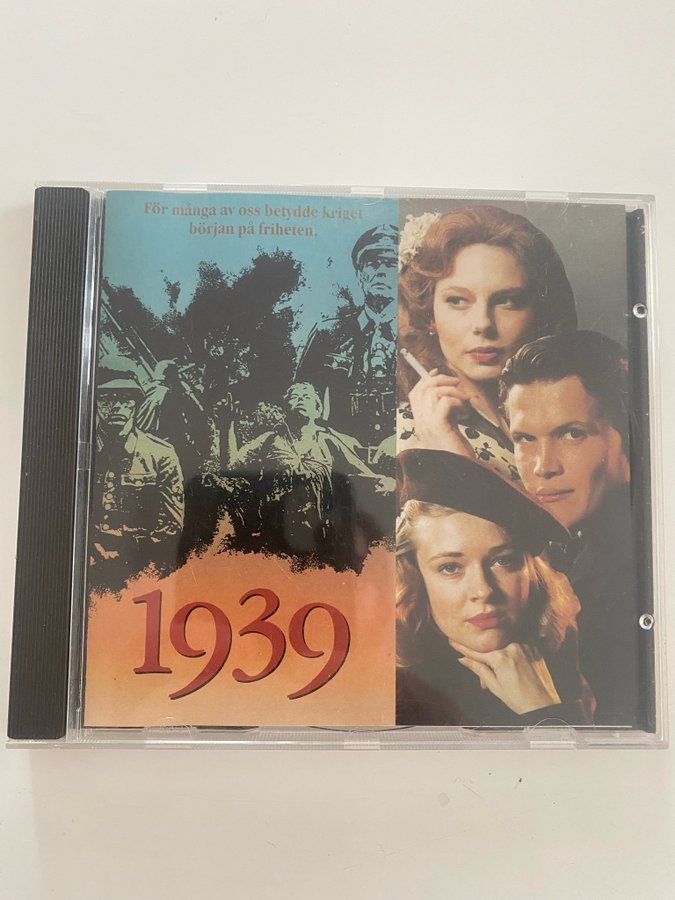 För många av oss betydde kriget
början på friheten.
1939